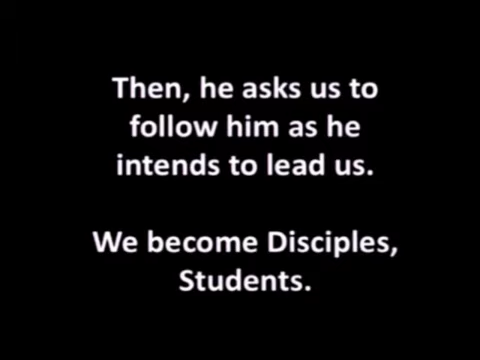 Then, he asks us to
follow him as he
intends to lead us.
We become Disciples,
Students.